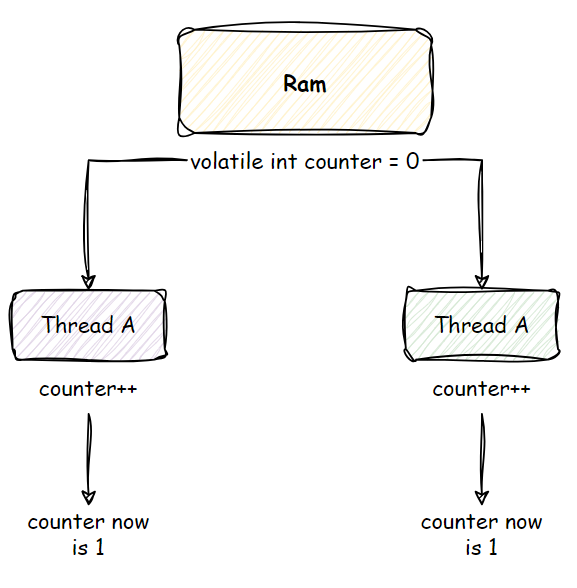 Ram
volatile int counter = 0
Thread A
Thread A
counter++
counter++
counter now
is 1
counter now
is 1